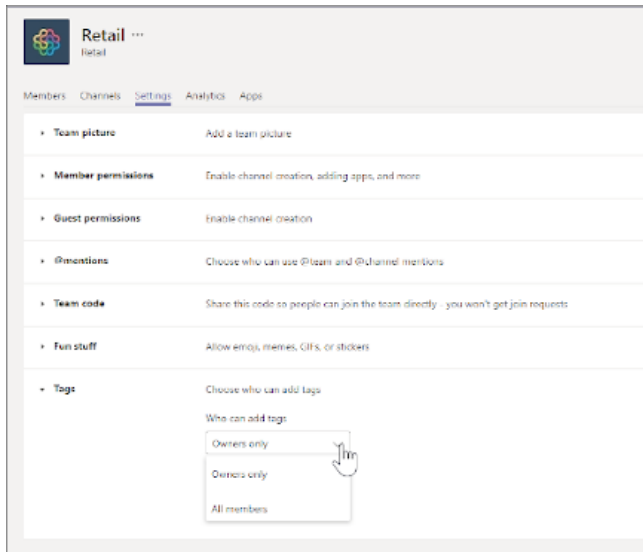 Retail ...
Retail
Members Channels Settings Analytics Apps
Team picture Add a team picture
Member permissions Enable channel creation, adding apps, and more
Guest permissions Enable channel creation
@mentions Choose who can use @team and @channel mentions
Team code Share this code so people can join the team directly - you won't get join requests
Fun stuff Allow emoji, memes, GIFs, or stickers
Tags Choose who can add tags
Who can add tags
Owners only
Owners only
All members